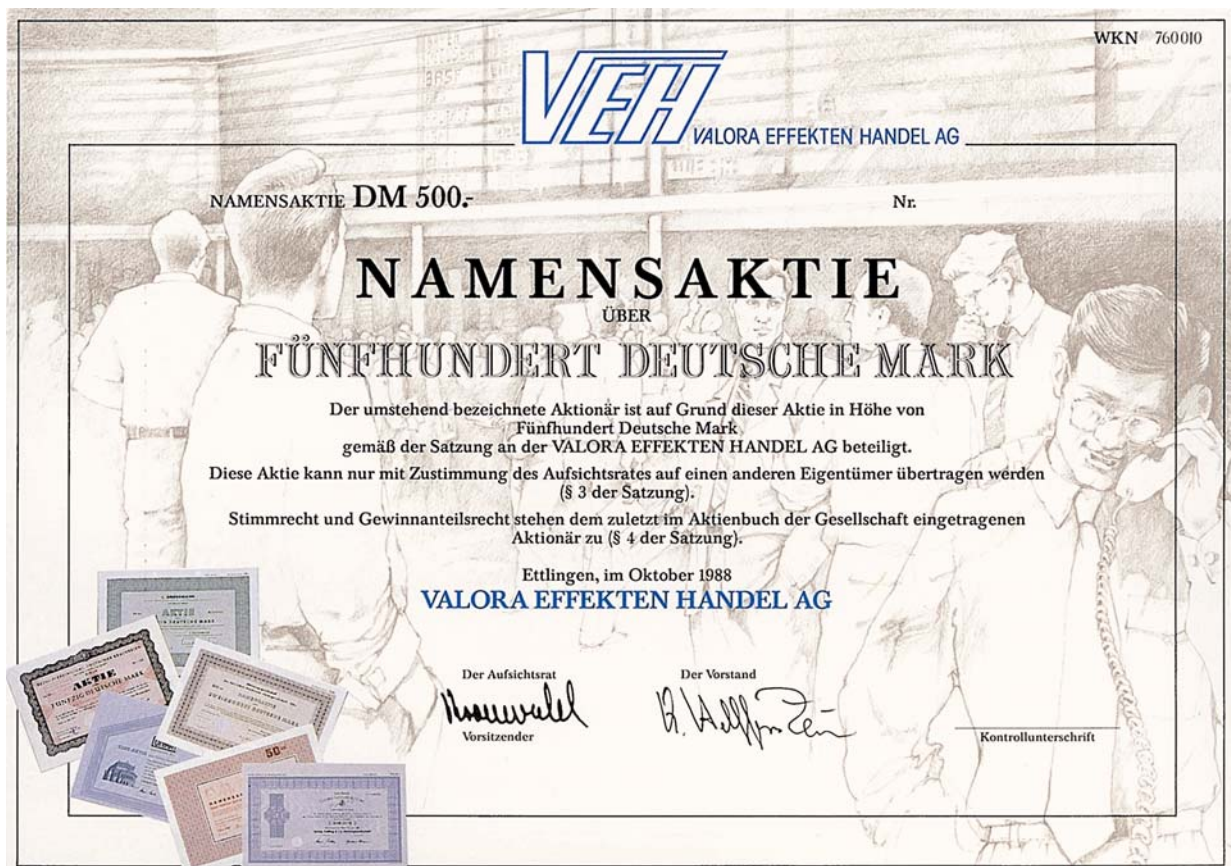 WKN 760010
VEH
VALORA EFFEKTEN HANDEL AG
NAMENSAKTIE DM 500.-
Nr.
NAMENSAKTIE
ÜBER
FÜNFHUNDERT DEUTSCHE MARK
Der umstehend bezeichnete Aktionär ist auf Grund dieser Aktie in Höhe von
Fünfhundert Deutsche Mark
gemäß der Satzung an der VALORA EFFEKTEN HANDEL AG beteiligt.
Diese Aktie kann nur mit Zustimmung des Aufsichtsrates auf einen anderen Eigentümer übertragen werden
(§ 3 der Satzung).
Stimmrecht und Gewinnanteilsrecht stehen dem zuletzt im Aktienbuch der Gesellschaft eingetragenen
Aktionär zu (§ 4 der Satzung).
Ettlingen, im Oktober 1988
VALORA EFFEKTEN HANDEL AG
Der Aufsichtsrat
Vorsitzender
Der Vorstand
Kontrollunterschrift
AKTIE
AKTIE
FÜNFZIG DEUTSCHE MARK
50
BASF